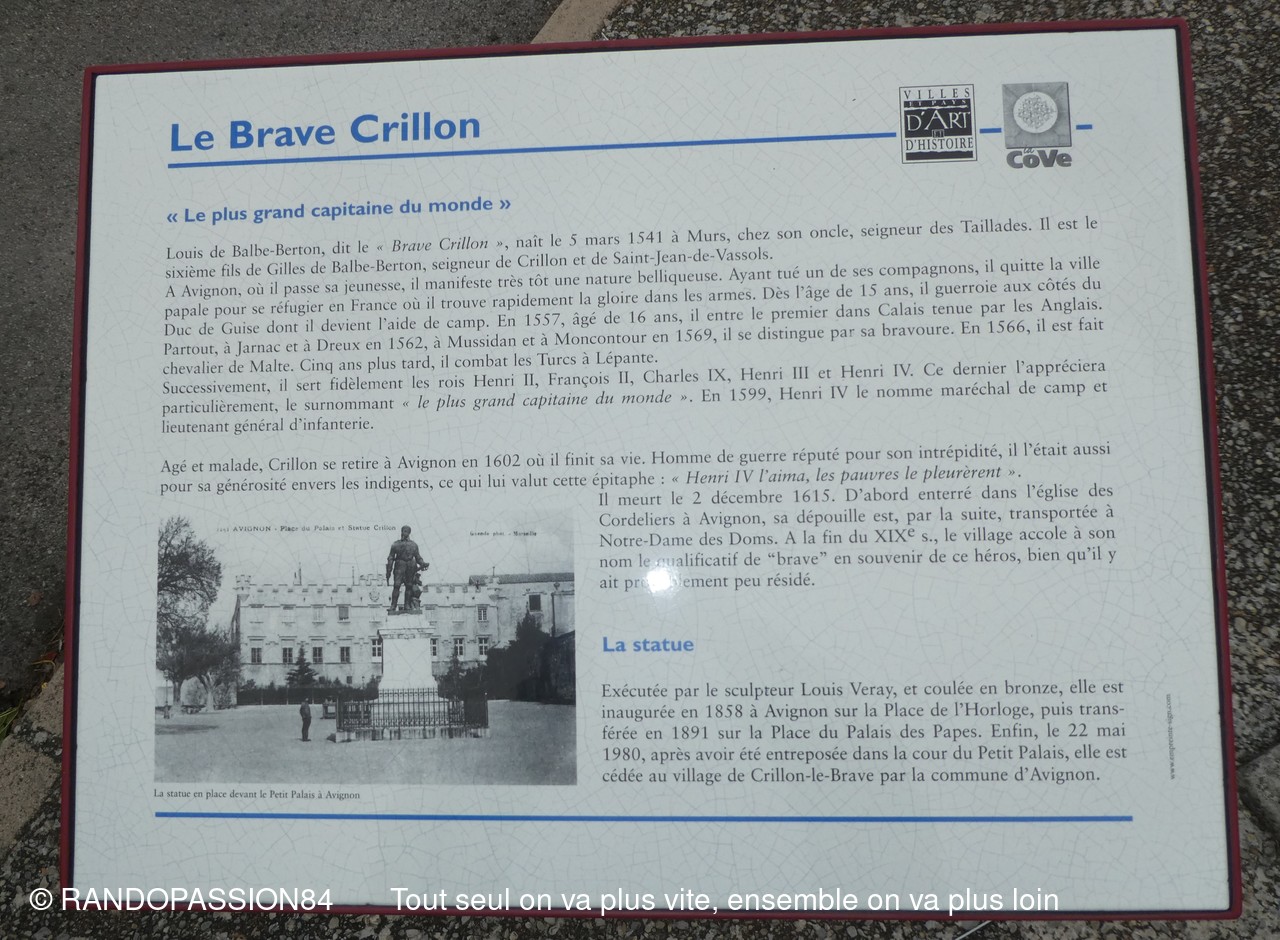 Le Brave Crillon
VILLES
ET PAYS
D'ART
ET
D'HISTOIRE
la
CoVe
« Le plus grand capitaine du monde »
Louis de Balbe-Berton, dit le « Brave Crillon », naît le 5 mars 1541 à Murs, chez son oncle, seigneur des Taillades. Il est le
sixième fils de Gilles de Balbe-Berton, seigneur de Crillon et de Saint-Jean-de-Vassols.
A Avignon, où il passe sa jeunesse, il manifeste très tôt une nature belliqueuse. Ayant tué un de ses compagnons, il quitte la ville
papale pour se réfugier en France où il trouve rapidement la gloire dans les armes. Dès l'âge de 15 ans, il guerroie aux côtés du
Duc de Guise dont il devient l'aide de camp. En 1557, âgé de 16 ans, il entre le premier dans Calais tenue par les Anglais.
Partout, à Jarnac et à Dreux en 1562, à Mussidan et à Moncontour en 1569, il se distingue par sa bravoure. En 1566, il est fait
chevalier de Malte. Cinq ans plus tard, il combat les Turcs à Lépante.
Successivement, il sert fidèlement les rois Henri II, François II, Charles IX, Henri III et Henri IV. Ce dernier l'appréciera
particulièrement, le surnommant « le plus grand capitaine du monde ». En 1599, Henri IV le nomme maréchal de camp et
lieutenant général d'infanterie.
Agé et malade, Crillon se retire à Avignon en 1602 où il finit sa vie. Homme de guerre réputé pour son intrépidité, il l'était aussi
pour sa générosité envers les indigents, ce qui lui valut cette épitaphe : « Henri IV l'aima, les pauvres le pleurèrent ».
Il meurt le 2 décembre 1615. D'abord enterré dans l'église des
Cordeliers à Avignon, sa dépouille est, par la suite, transportée à
Notre-Dame des Doms. A la fin du XIXe s., le village accole à son
nom le qualificatif de "brave" en souvenir de ce héros, bien qu'il y
ait peu résidé.
AVIGNON - Place du Palais et Statue Crillon
La statue en place devant le Petit Palais à Avignon
La statue
Exécutée par le sculpteur Louis Veray, et coulée en bronze, elle est
inaugurée en 1858 à Avignon sur la Place de l'Horloge, puis trans-
férée en 1891 sur la Place du Palais des Papes. Enfin, le 22 mai
1980, après avoir été entreposée dans la cour du Petit Palais, elle est
cédée au village de Crillon-le-Brave par la commune d'Avignon.
www.empreinte-sign.com
© RANDOPASSION84 Tout seul on va plus vite, ensemble on va plus loin